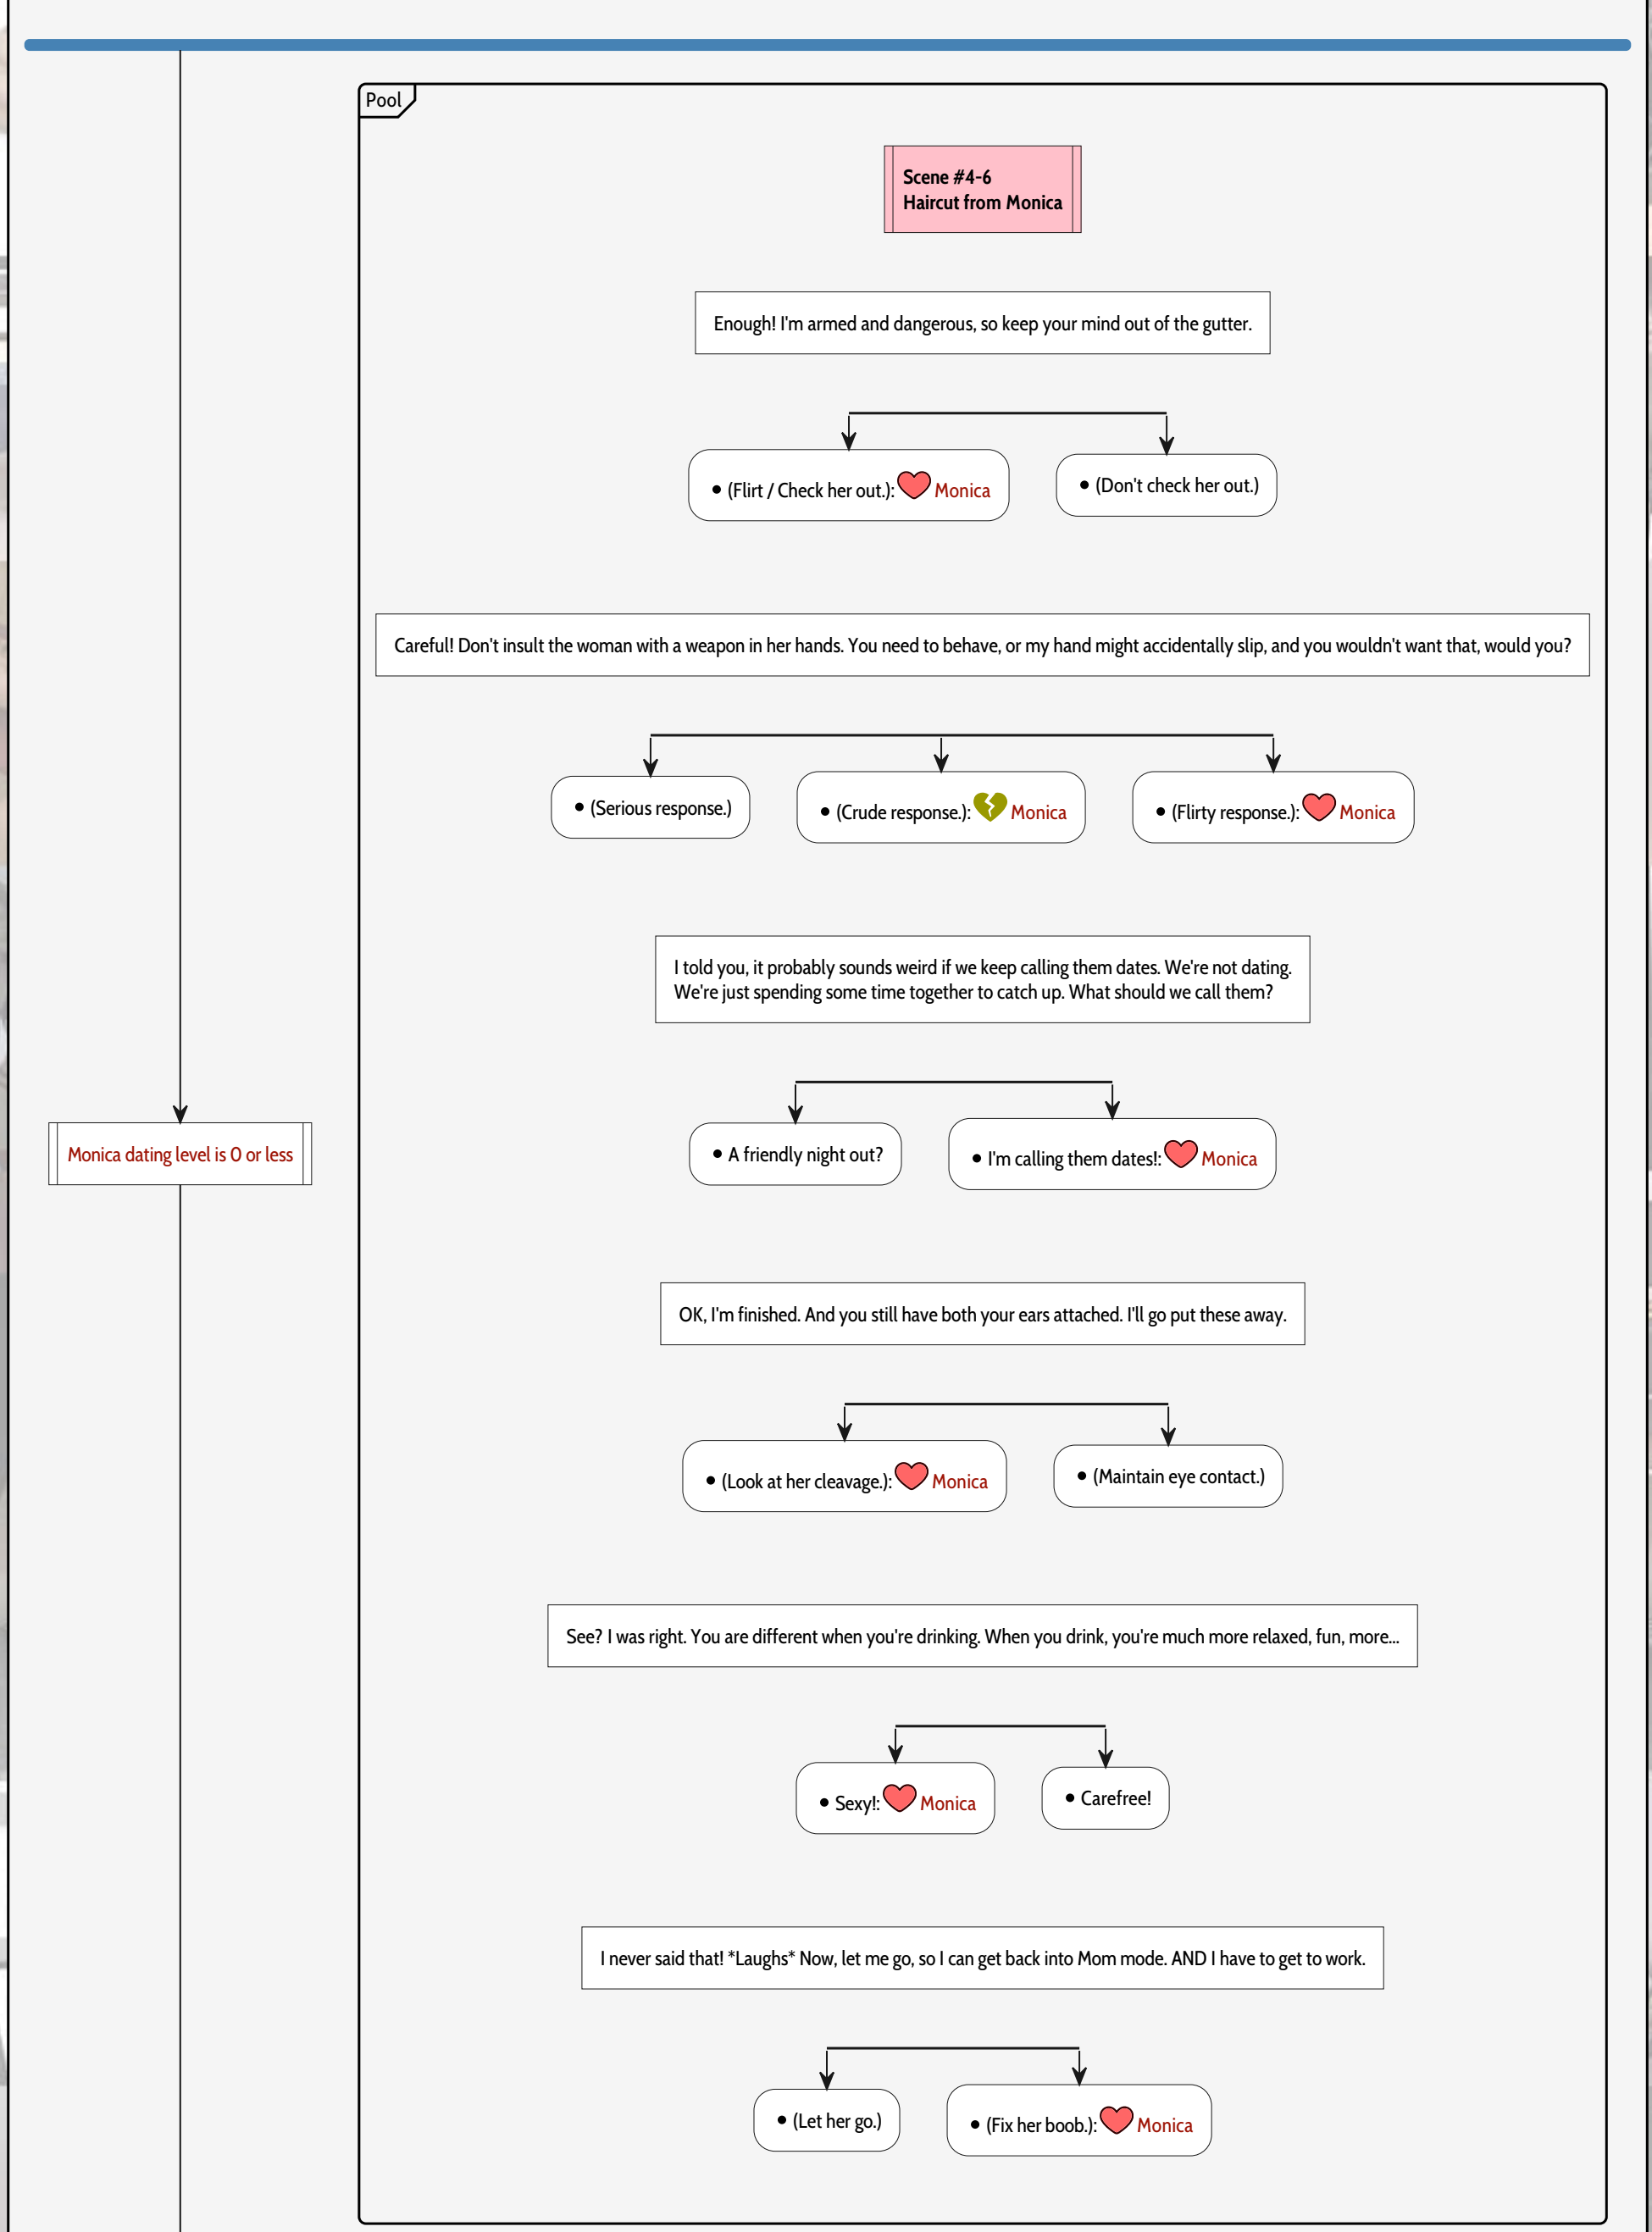 Pool
Scene #4-6
Haircut from Monica
Enough! I'm armed and dangerous, so keep your mind out of the gutter.
• (Flirt / Check her out.): Monica
• (Don't check her out.)
Careful! Don't insult the woman with a weapon in her hands. You need to behave, or my hand might accidentally slip, and you wouldn't want that, would you?
• (Serious response.)
• (Crude response.): Monica
• (Flirty response.): Monica
I told you, it probably sounds weird if we keep calling them dates. We're not dating.
We're just spending some time together to catch up. What should we call them?
Monica dating level is 0 or less
• A friendly night out?
• I'm calling them dates!: Monica
OK, I'm finished. And you still have both your ears attached. I'll go put these away.
• (Look at her cleavage.): Monica
• (Maintain eye contact.)
See? I was right. You are different when you're drinking. When you drink, you're much more relaxed, fun, more...
• Sexy!: Monica
• Carefree!
I never said that! *Laughs* Now, let me go, so I can get back into Mom mode. AND I have to get to work.
• (Let her go.)
• (Fix her boob.): Monica